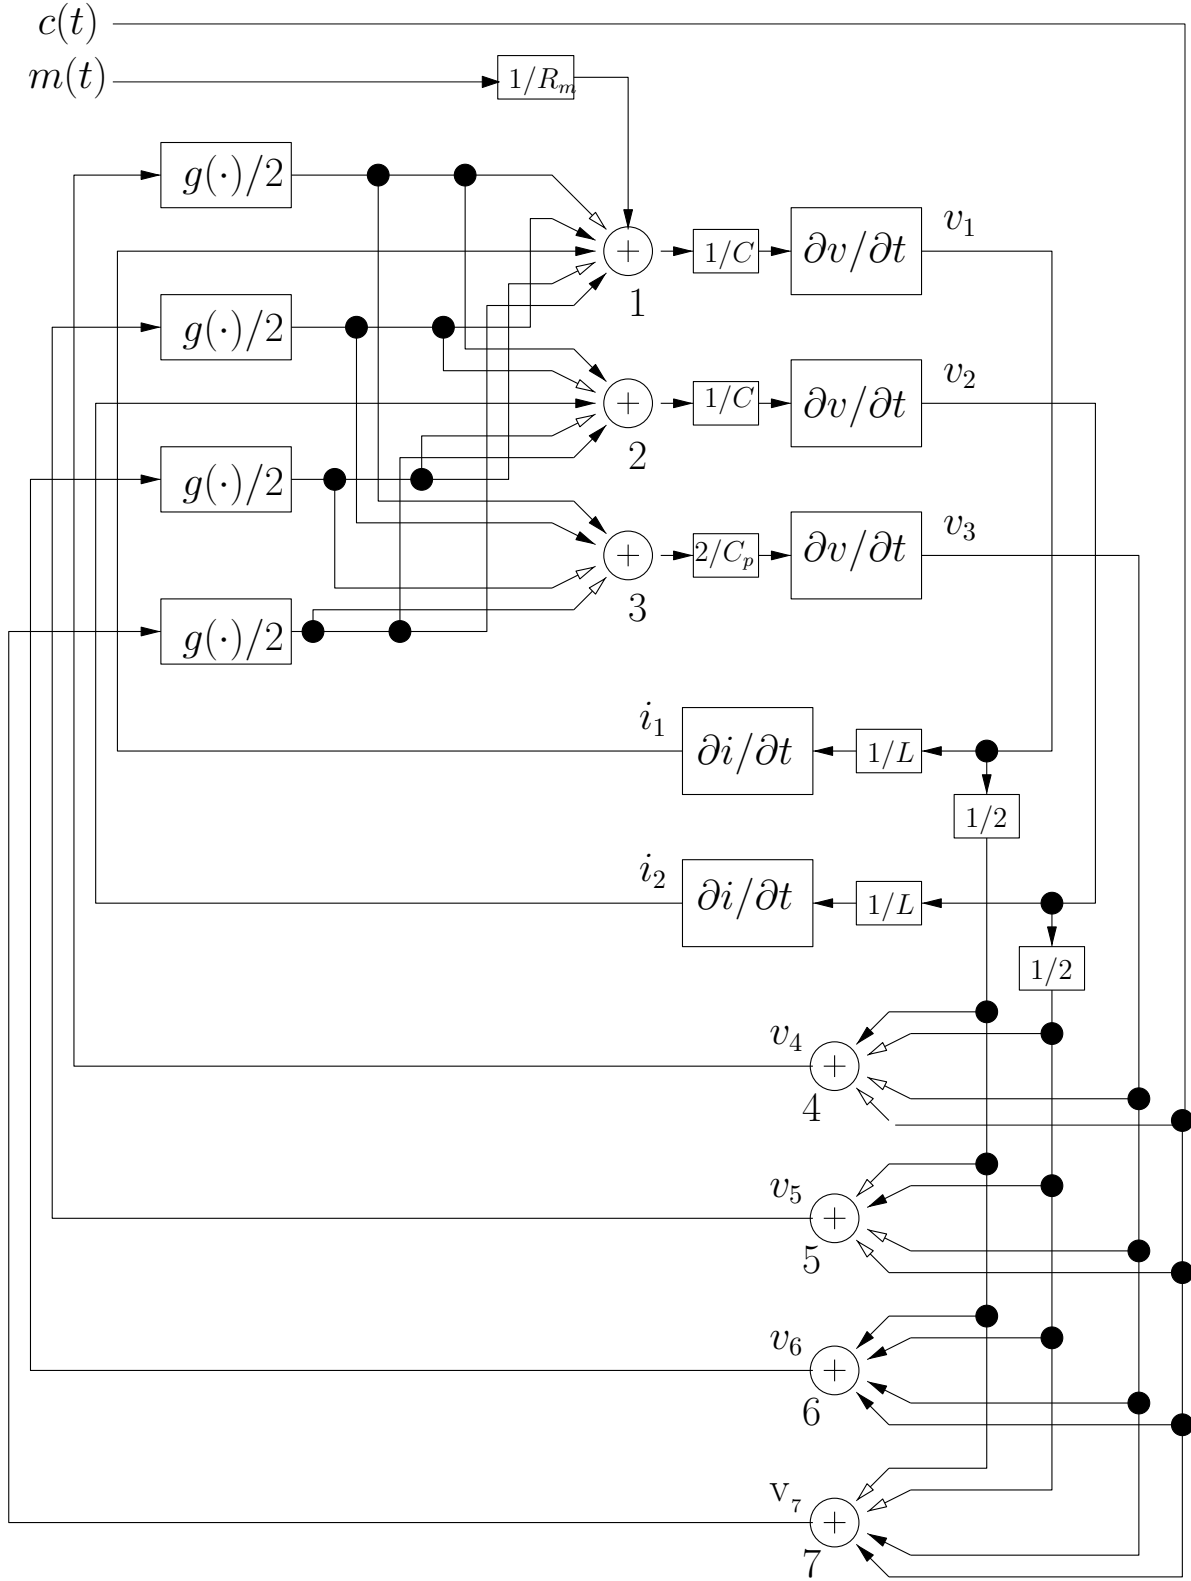 c(t)
m(t)
1/R_m
g(·)/2
+
1/C
∂v/∂t
v_1
1
g(·)/2
+
1/C
∂v/∂t
v_2
2
g(·)/2
+
2/C_p
∂v/∂t
v_3
3
g(·)/2
i_1
∂i/∂t
1/L
1/2
i_2
∂i/∂t
1/L
1/2
v_4
+
4
v_5
+
5
v_6
+
6
v_7
+
7